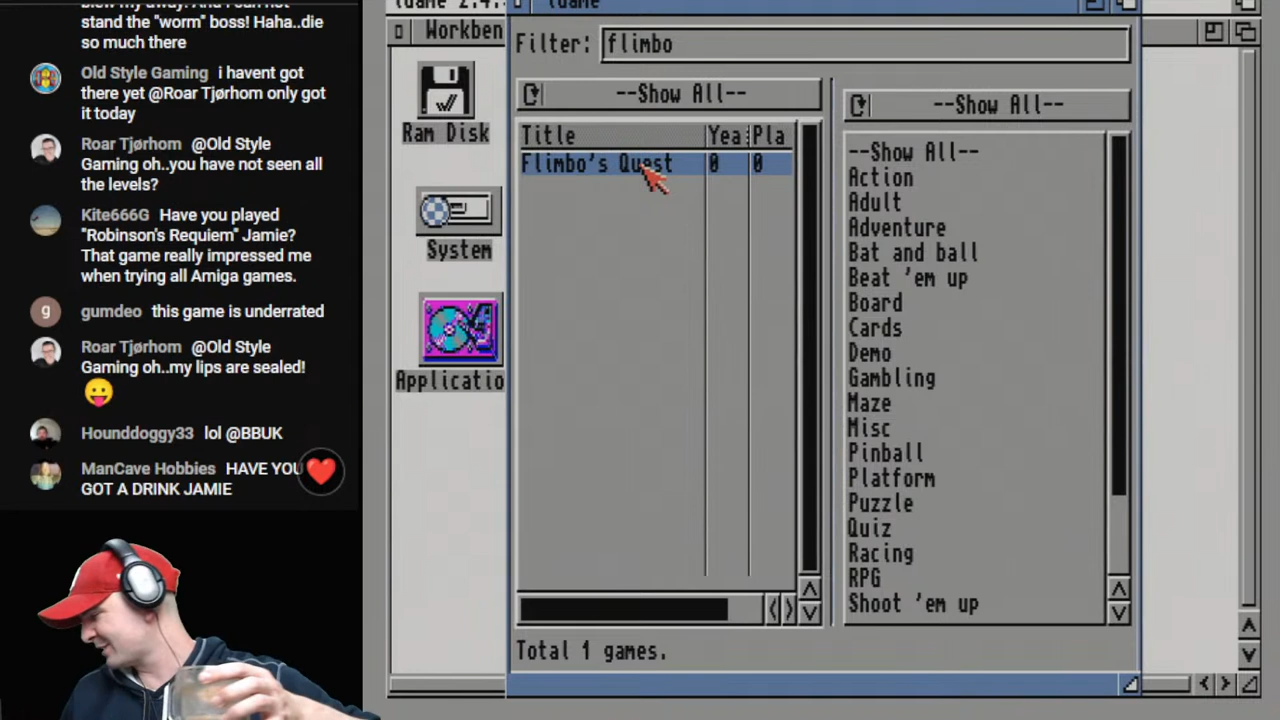 stand the "worm" boss! Haha..die
so much there
Old Style Gaming i havent got
there yet @Roar Tjørhom only got
it today
Roar Tjørhom @Old Style
Gaming oh..you have not seen all
the levels?
Kite666G Have you played
"Robinson's Requiem" Jamie?
That game really impressed me
when trying all Amiga games.
g gumdeo this game is underrated
Roar Tjørhom @Old Style
Gaming oh..my lips are sealed!
Hounddoggy33 lol @BBUK
ManCave Hobbies HAVE YOU
GOT A DRINK JAMIE
Workben
Ram Disk
System
Applicatio
Filter: flimbo
--Show All--
Title Yea Pla
Flimbo's Quest 0 0
Total 1 games.
--Show All--
--Show All--
Action
Adult
Adventure
Bat and ball
Beat 'em up
Board
Cards
Demo
Gambling
Maze
Misc
Pinball
Platform
Puzzle
Quiz
Racing
RPG
Shoot 'em up